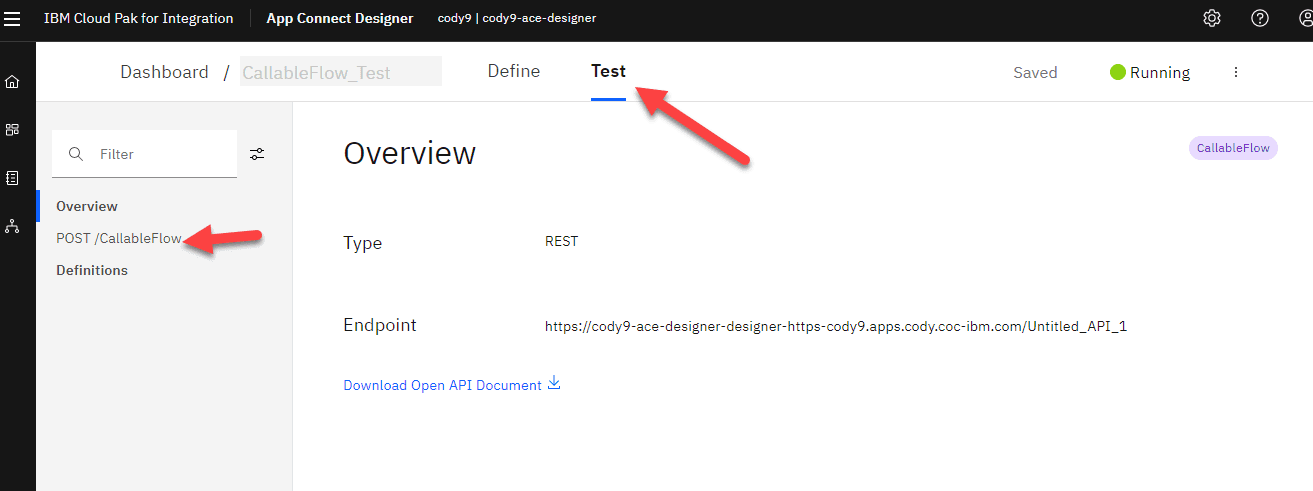 IBM Cloud Pak for Integration App Connect Designer cody9 | cody9-ace-designer
Dashboard / CallableFlow_Test Define Test Saved Running
Filter
Overview
POST /CallableFlow
Definitions
Overview
CallableFlow
Type REST
Endpoint https://cody9-ace-designer-designer-https-cody9.apps.cody.coc-ibm.com/Untitled_API_1
Download Open API Document